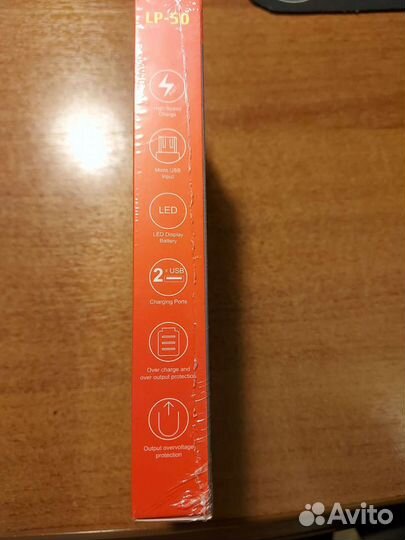 LP-50
High Speed
Charge
Micro USB
Input
LED
LED Display
Battery
2 × USB
Charging Ports
Over charge and
over output protection
Output overvoltage
protection
Avito